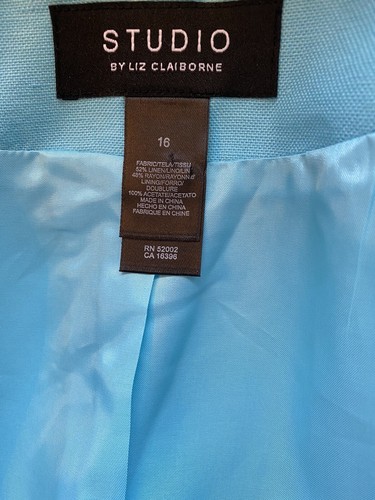 STUDIO
BY LIZ CLAIBORNE
16
FABRIC/TELA/TISSU
52% LINEN/LINO/LIN
48% RAYON/RAYONNE
LINING/FORRO/
DOUBLURE
100% ACETATE/ACETATO
MADE IN CHINA
HECHO EN CHINA
FABRIQUE EN CHINE
RN 52002
CA 16396